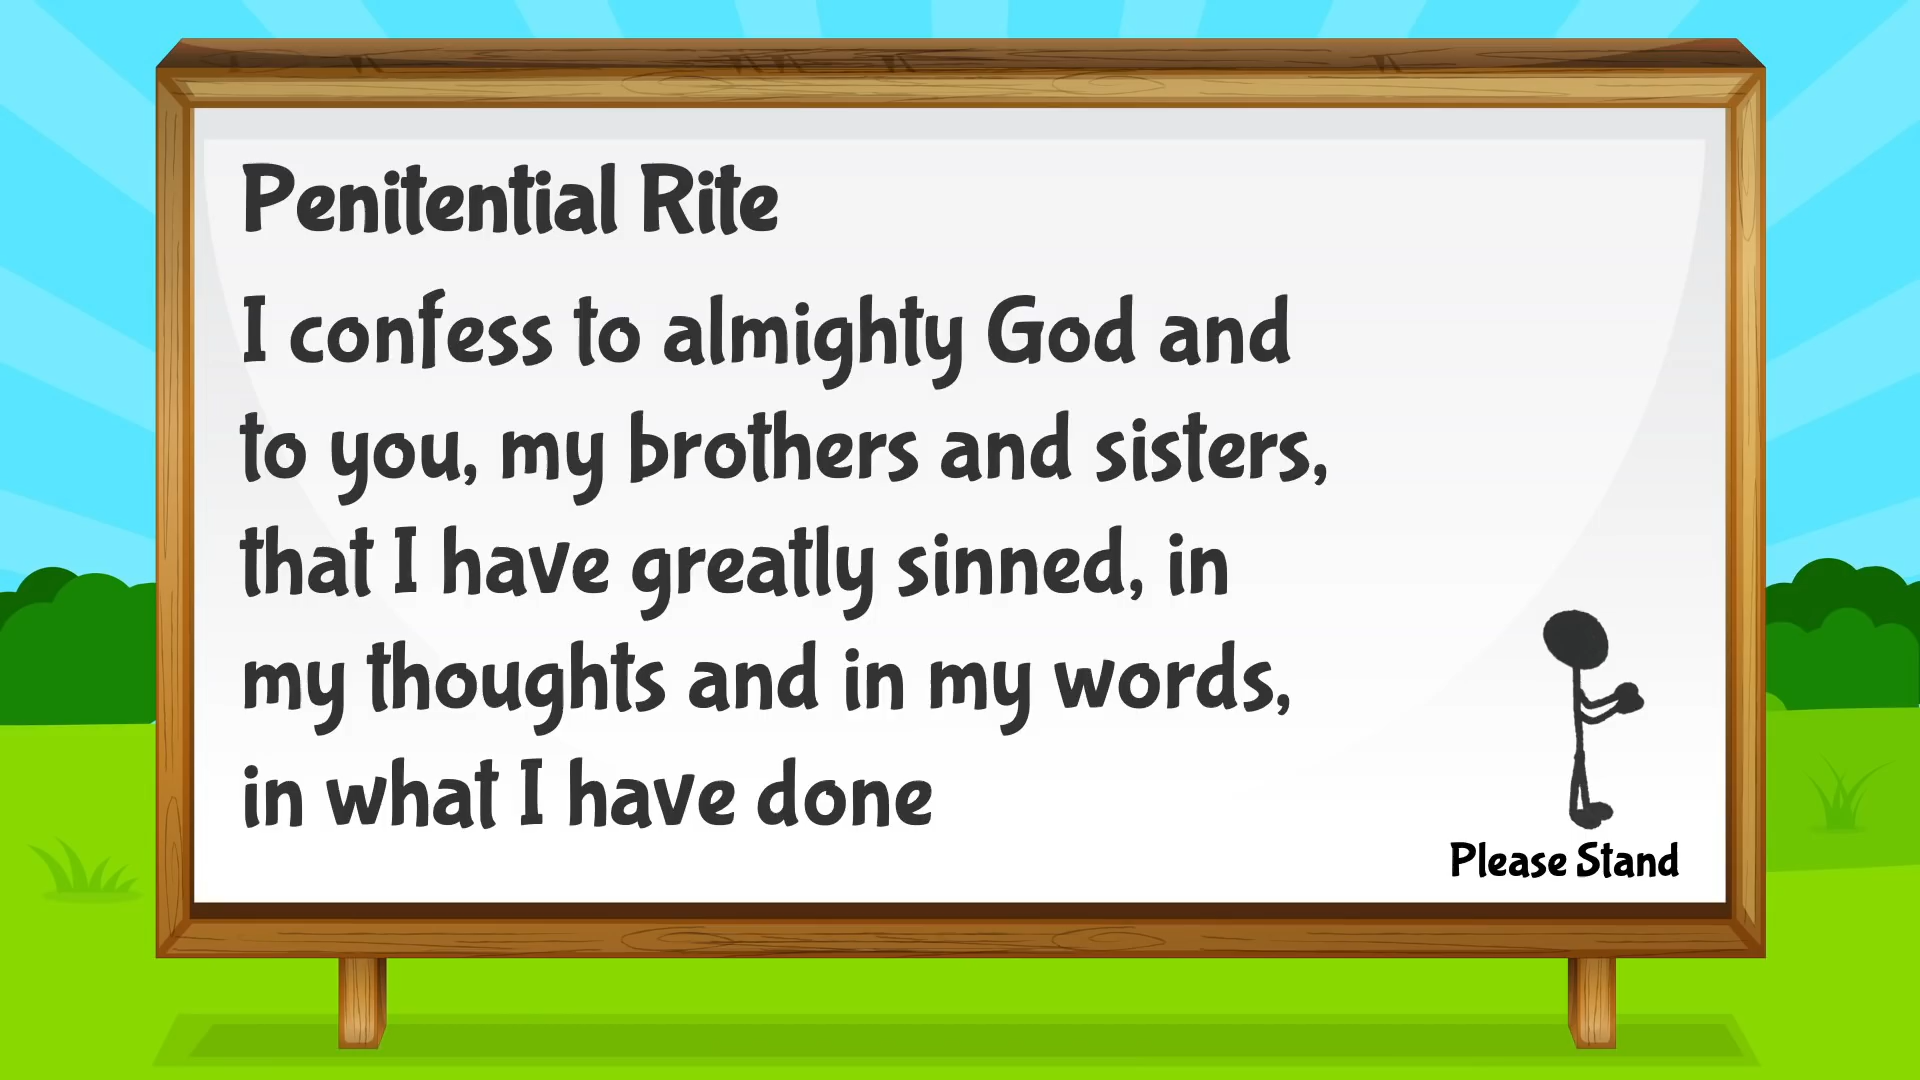 Penitential Rite
I confess to almighty God and
to you, my brothers and sisters,
that I have greatly sinned, in
my thoughts and in my words,
in what I have done
Please Stand